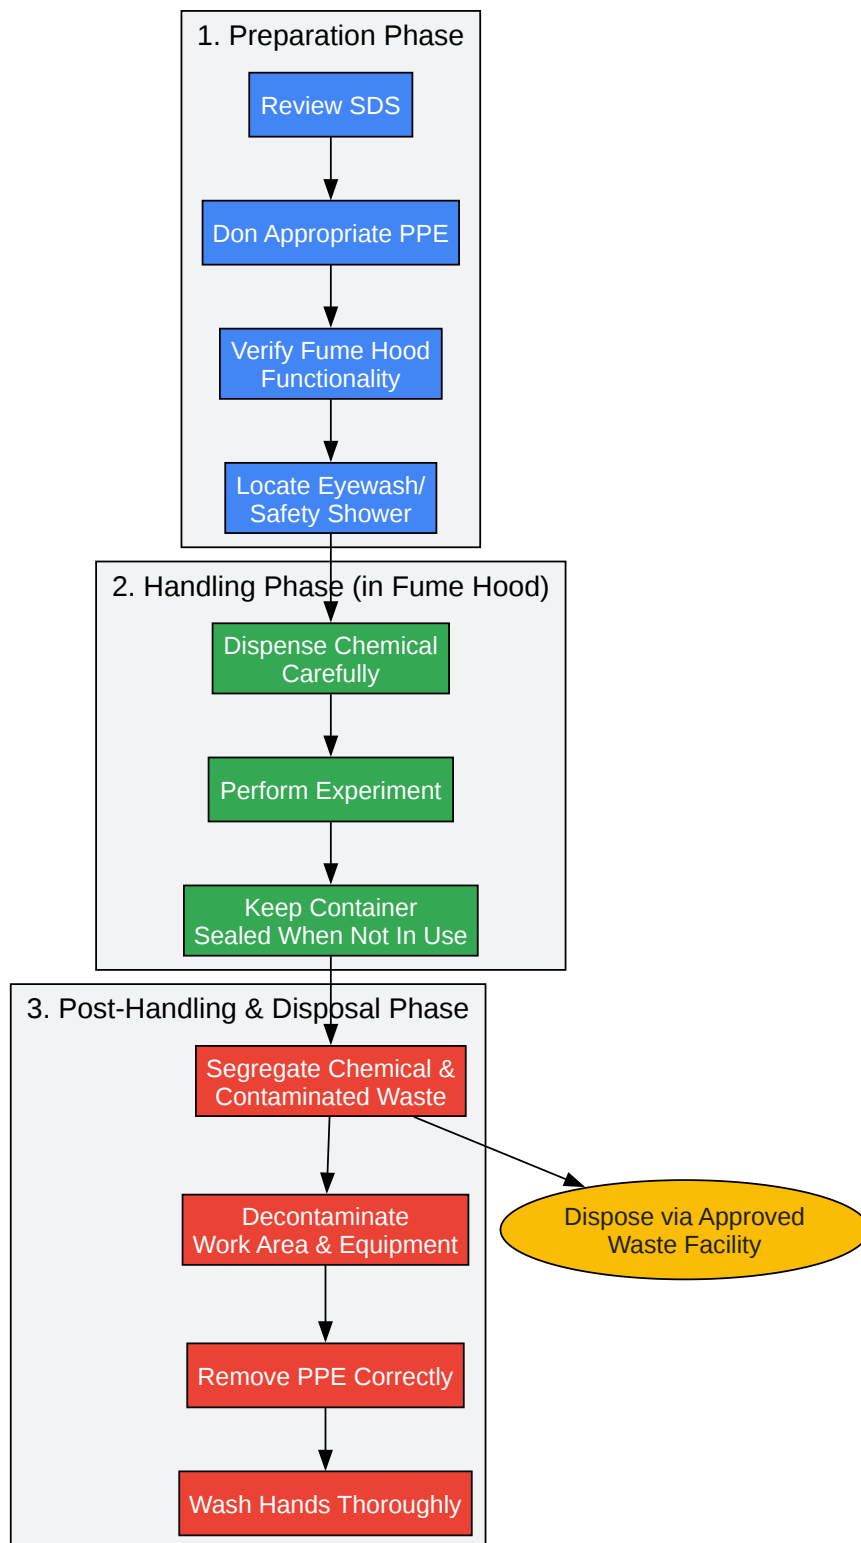 1. Preparation Phase
Review SDS
Don Appropriate PPE
Verify Fume Hood
Functionality
Locate Eyewash/
Safety Shower
2. Handling Phase (in Fume Hood)
Dispense Chemical
Carefully
Perform Experiment
Keep Container
Sealed When Not In Use
3. Post-Handling & Disposal Phase
Segregate Chemical &
Contaminated Waste
Decontaminate
Work Area & Equipment
Dispose via Approved
Waste Facility
Remove PPE Correctly
Wash Hands Thoroughly